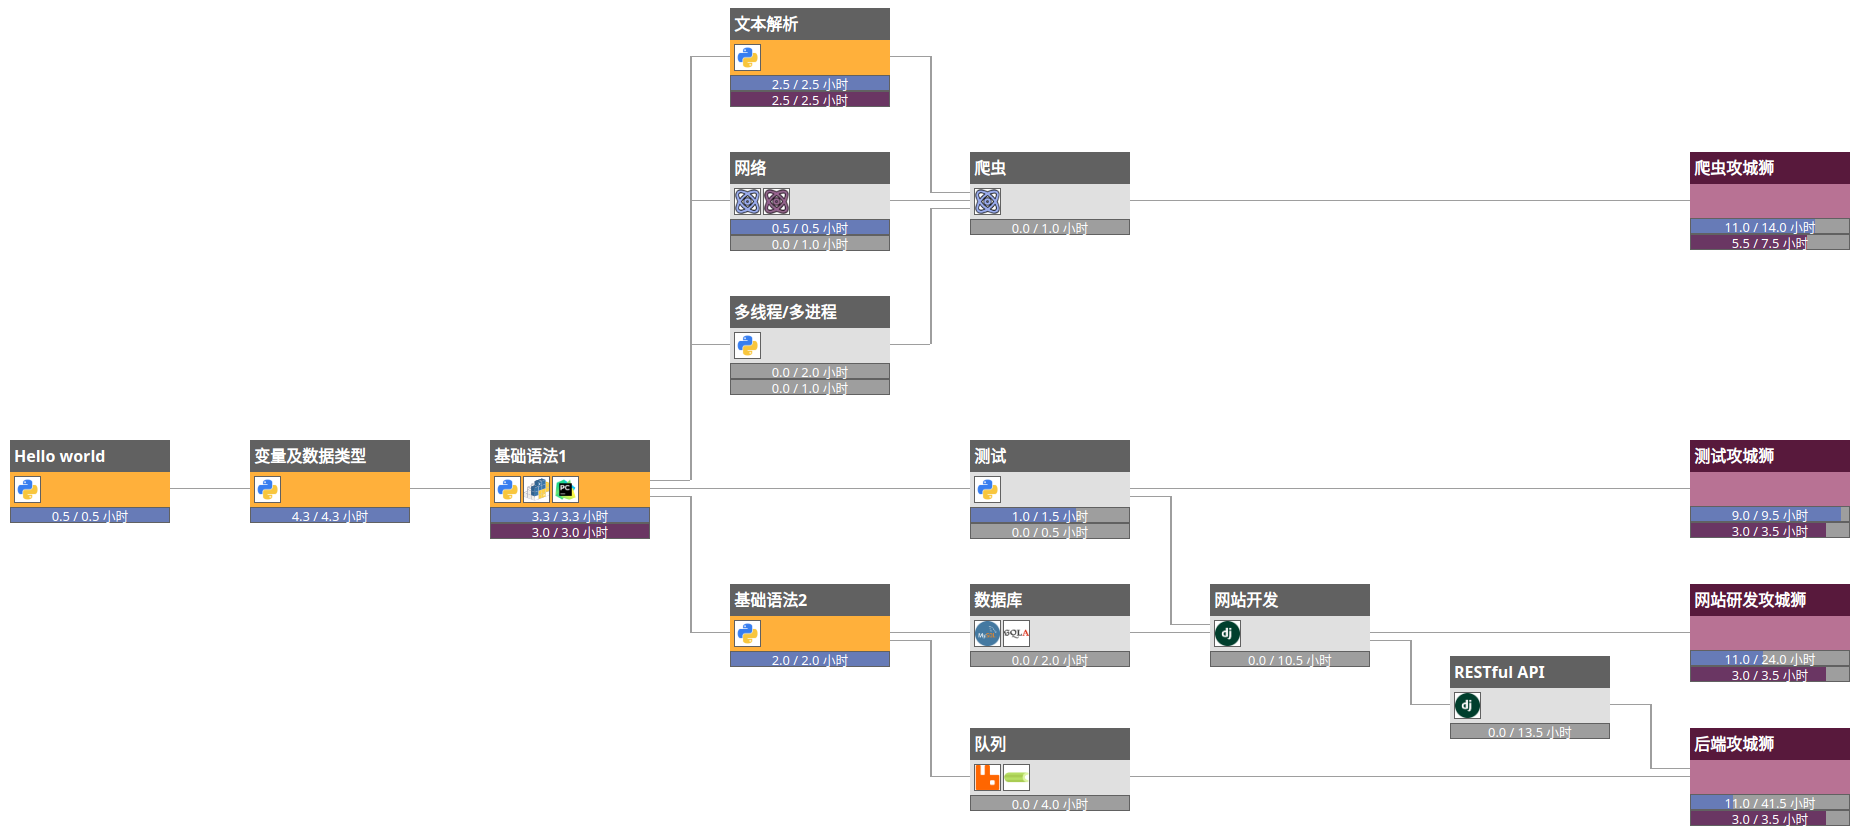 文本解析
2.5 / 2.5 小时
2.5 / 2.5 小时
网络
0.5 / 0.5 小时
0.0 / 1.0 小时
爬虫
0.0 / 1.0 小时
爬虫攻城狮
11.0 / 14.0 小时
5.5 / 7.5 小时
多线程/多进程
0.0 / 2.0 小时
0.0 / 1.0 小时
Hello world
0.5 / 0.5 小时
变量及数据类型
4.3 / 4.3 小时
基础语法1
PC
3.3 / 3.3 小时
3.0 / 3.0 小时
测试
1.0 / 1.5 小时
0.0 / 0.5 小时
测试攻城狮
9.0 / 9.5 小时
3.0 / 3.5 小时
基础语法2
2.0 / 2.0 小时
数据库
MySQL
SQLA
0.0 / 2.0 小时
网站开发
dj
0.0 / 10.5 小时
网站研发攻城狮
11.0 / 24.0 小时
3.0 / 3.5 小时
RESTful API
dj
0.0 / 13.5 小时
队列
0.0 / 4.0 小时
后端攻城狮
11.0 / 41.5 小时
3.0 / 3.5 小时